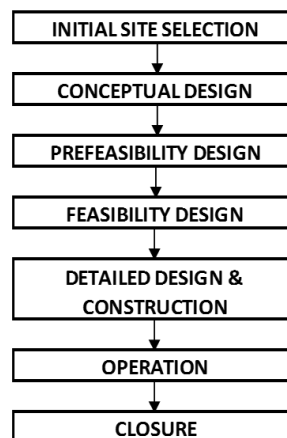 INITIAL SITE SELECTION
CONCEPTUAL DESIGN
PREFEASIBILITY DESIGN
FEASIBILITY DESIGN
DETAILED DESIGN &
CONSTRUCTION
OPERATION
CLOSURE